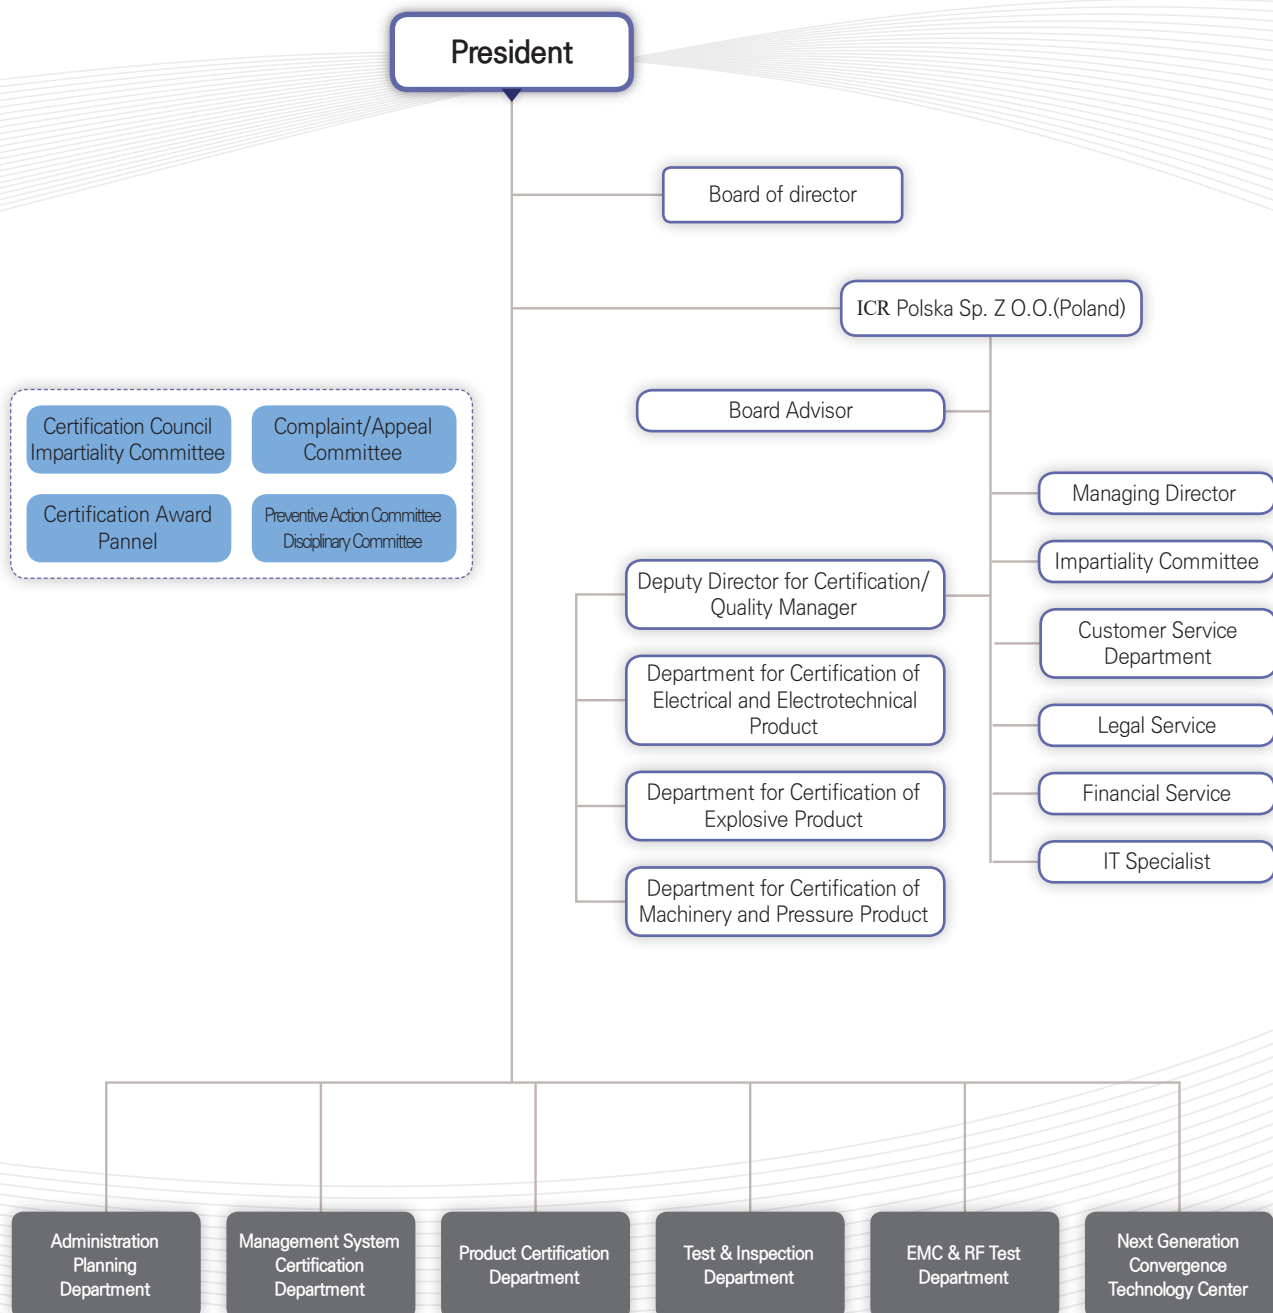 President
Board of director
ICR Polska Sp. Z O.O.(Poland)
Board Advisor
Certification Council
Impartiality Committee
Complaint/Appeal
Committee
Certification Award
Pannel
Preventive Action Committee
Disciplinary Committee
Managing Director
Impartiality Committee
Customer Service
Department
Legal Service
Financial Service
IT Specialist
Deputy Director for Certification/
Quality Manager
Department for Certification of
Electrical and Electrotechnical
Product
Department for Certification of
Explosive Product
Department for Certification of
Machinery and Pressure Product
Administration
Planning
Department
Management System
Certification
Department
Product Certification
Department
Test & Inspection
Department
EMC & RF Test
Department
Next Generation
Convergence
Technology Center